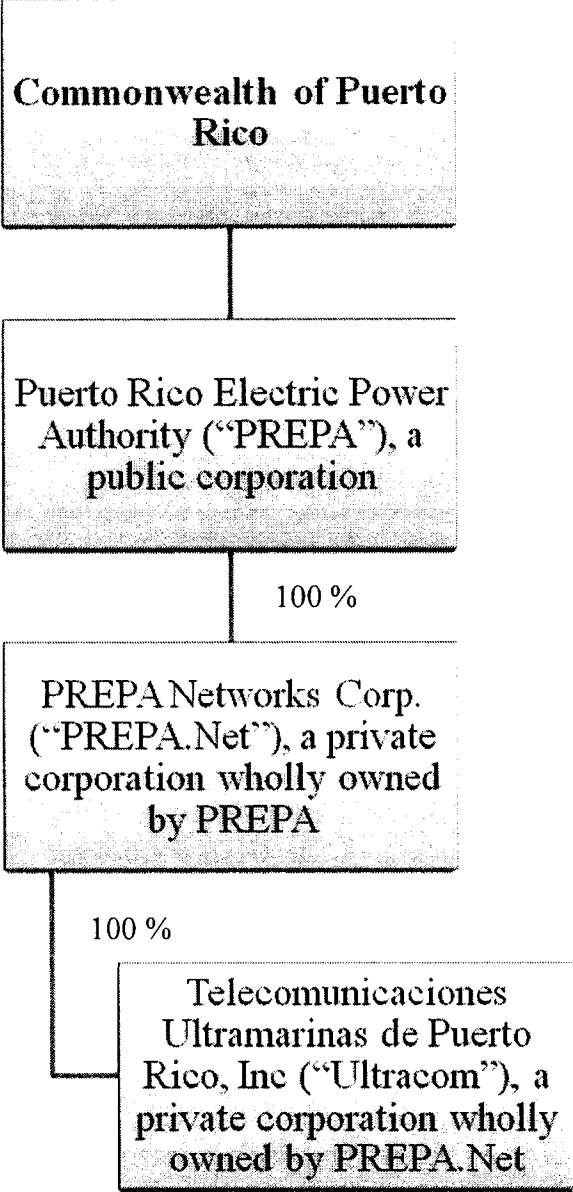 Commonwealth of Puerto
Rico
Puerto Rico Electric Power
Authority (“PREPA”), a
public corporation
100 %
PREPA Networks Corp.
(“PREPA.Net”), a private
corporation wholly owned
by PREPA
100 %
Telecomunicaciones
Ultramarinas de Puerto
Rico, Inc (“Ultracom”), a
private corporation wholly
owned by PREPA.Net